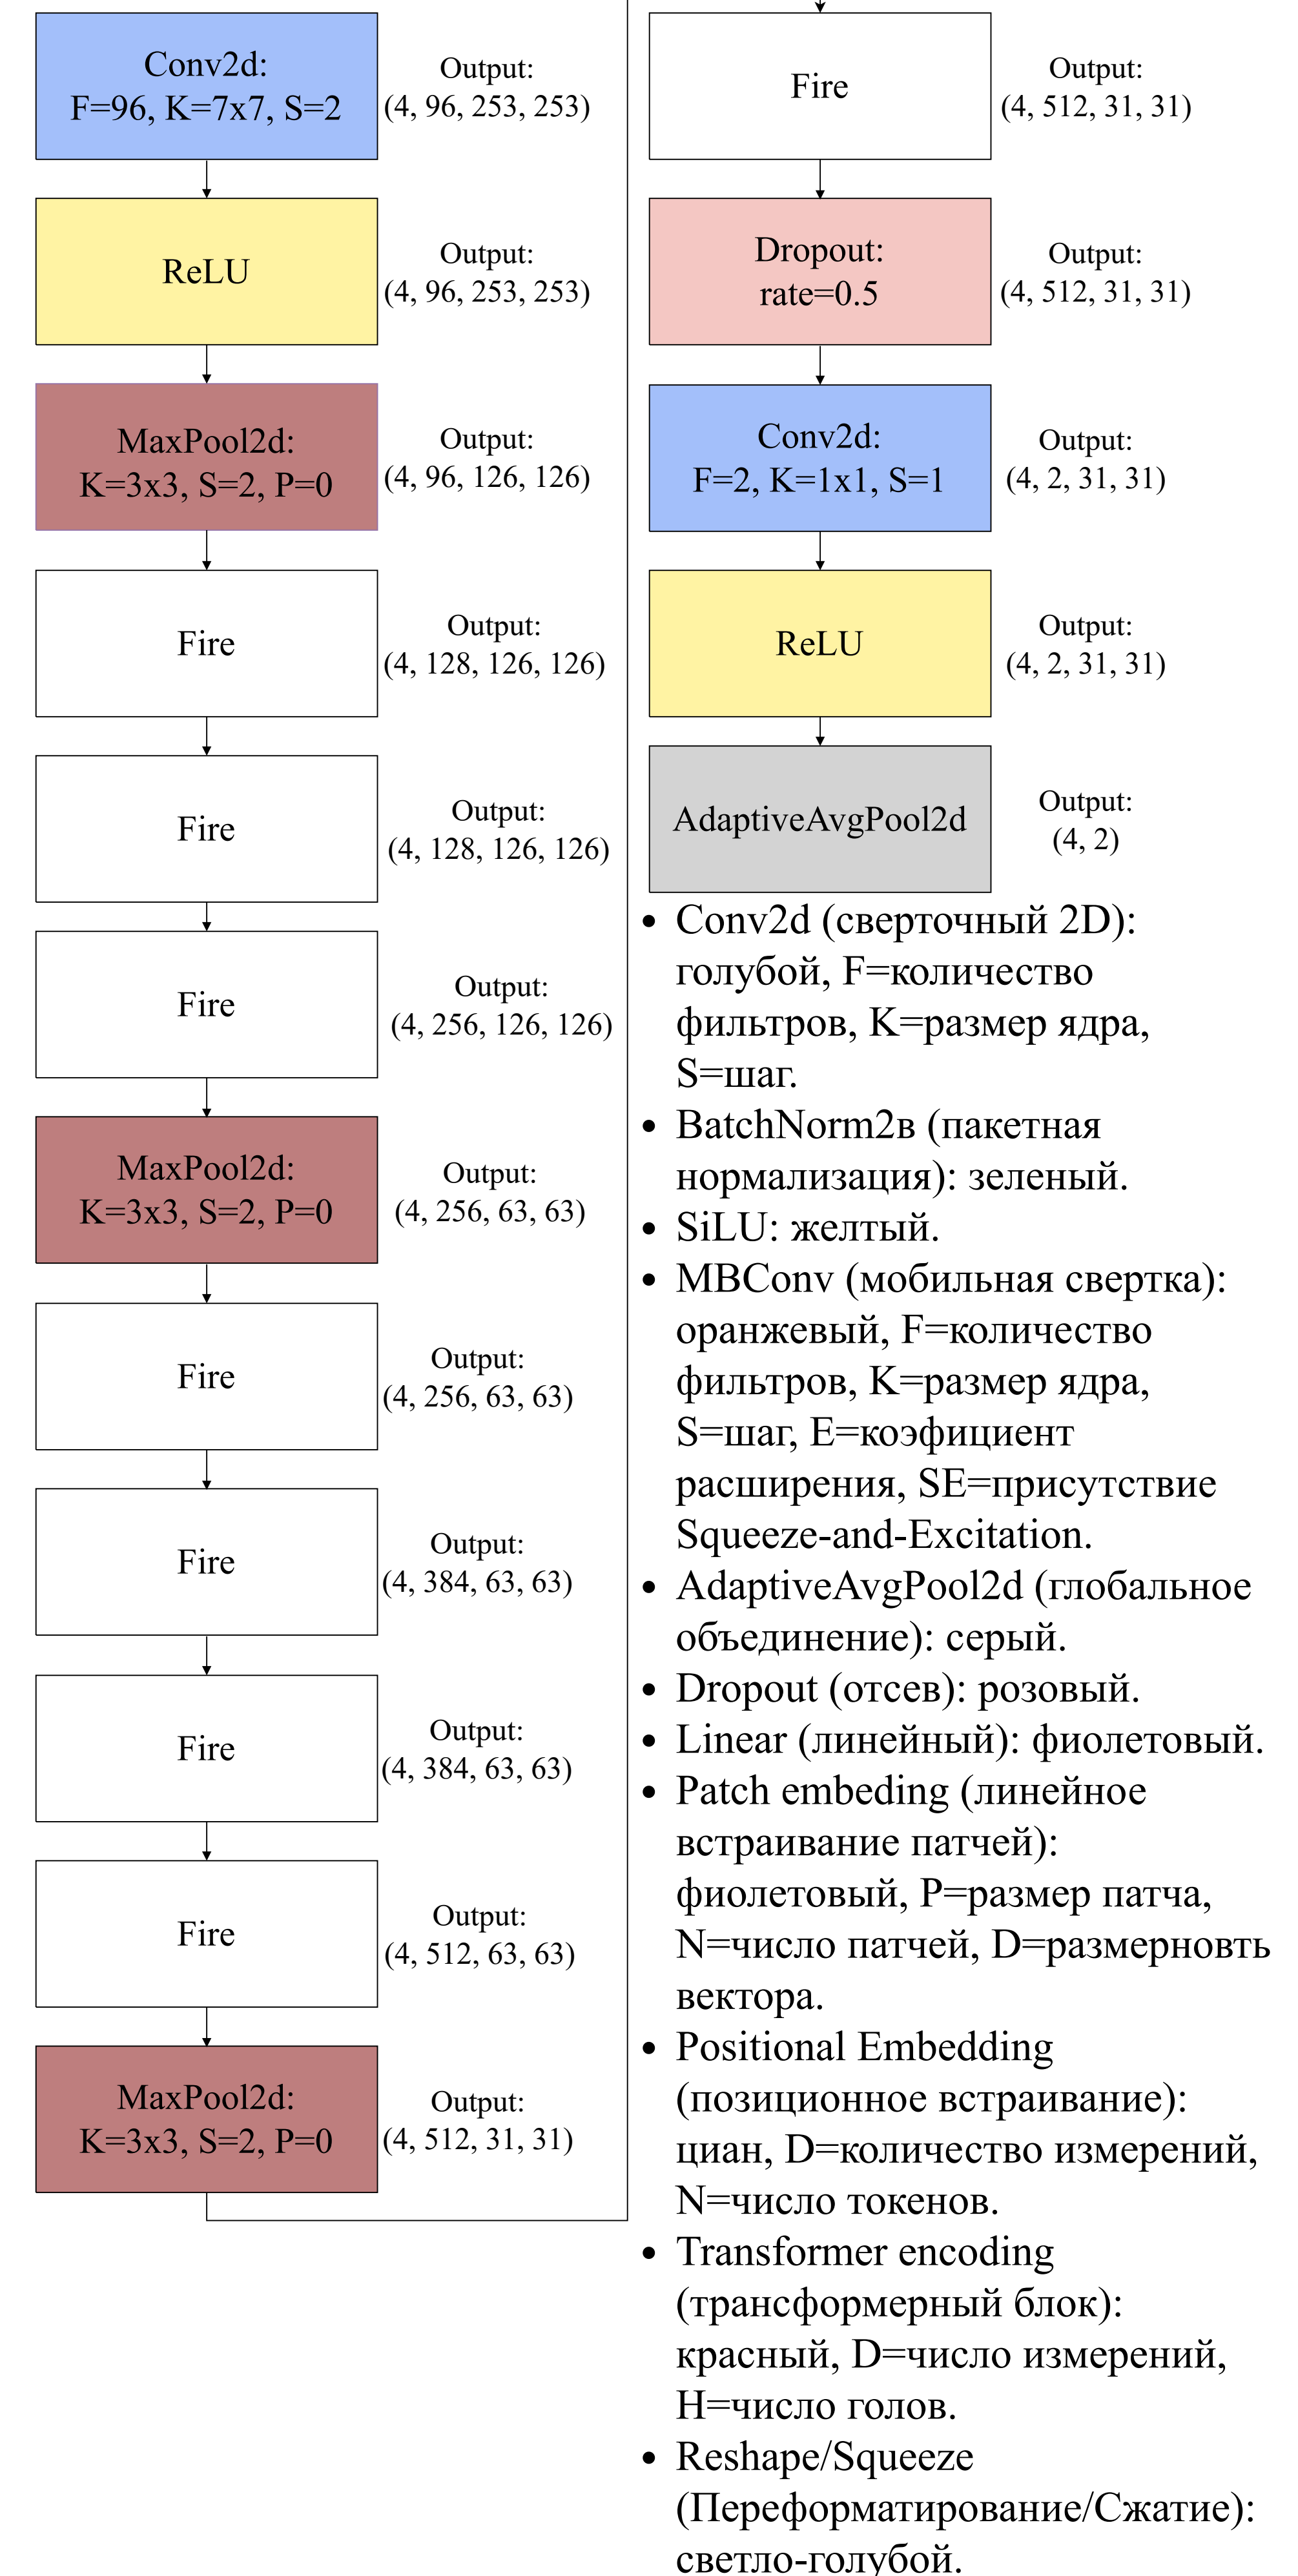 Conv2d:
F=96, K=7x7, S=2
Output:
(4, 96, 253, 253)
ReLU
Output:
(4, 96, 253, 253)
MaxPool2d:
K=3x3, S=2, P=0
Output:
(4, 96, 126, 126)
Fire
Output:
(4, 128, 126, 126)
Fire
Output:
(4, 128, 126, 126)
Fire
Output:
(4, 256, 126, 126)
MaxPool2d:
K=3x3, S=2, P=0
Output:
(4, 256, 63, 63)
Fire
Output:
(4, 256, 63, 63)
Fire
Output:
(4, 384, 63, 63)
Fire
Output:
(4, 384, 63, 63)
Fire
Output:
(4, 512, 63, 63)
MaxPool2d:
K=3x3, S=2, P=0
Output:
(4, 512, 31, 31)
Fire
Output:
(4, 512, 31, 31)
Dropout:
rate=0.5
Output:
(4, 512, 31, 31)
Conv2d:
F=2, K=1x1, S=1
Output:
(4, 2, 31, 31)
ReLU
Output:
(4, 2, 31, 31)
AdaptiveAvgPool2d
Output:
(4, 2)
• Conv2d (сверточный 2D):
голубой, F=количество
фильтров, K=размер ядра,
S=шаг.
• BatchNorm2в (пакетная
нормализация): зеленый.
• SiLU: желтый.
• MBConv (мобильная свертка):
оранжевый, F=количество
фильтров, K=размер ядра,
S=шаг, E=коэфициент
расширения, SE=присутствие
Squeeze-and-Excitation.
• AdaptiveAvgPool2d (глобальное
объединение): серый.
• Dropout (отсев): розовый.
• Linear (линейный): фиолетовый.
• Patch embeding (линейное
встраивание патчей):
фиолетовый, P=размер патча,
N=число патчей, D=размерновть
вектора.
• Positional Embedding
(позиционное встраивание):
циан, D=количество измерений,
N=число токенов.
• Transformer encoding
(трансформерный блок):
красный, D=число измерений,
H=число голов.
• Reshape/Squeeze
(Переформатирование/Сжатие):
светло-голубой.